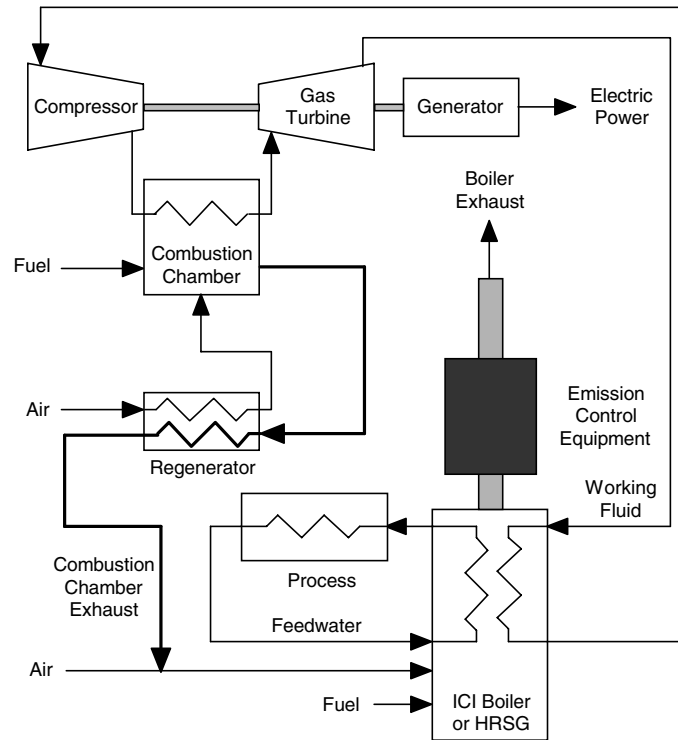 Compressor
Gas
Turbine
Generator
Electric
Power
Boiler
Exhaust
Fuel
Combustion
Chamber
Air
Regenerator
Emission
Control
Equipment
Working
Fluid
Process
Combustion
Chamber
Exhaust
Feedwater
Air
Fuel
ICI Boiler
or HRSG